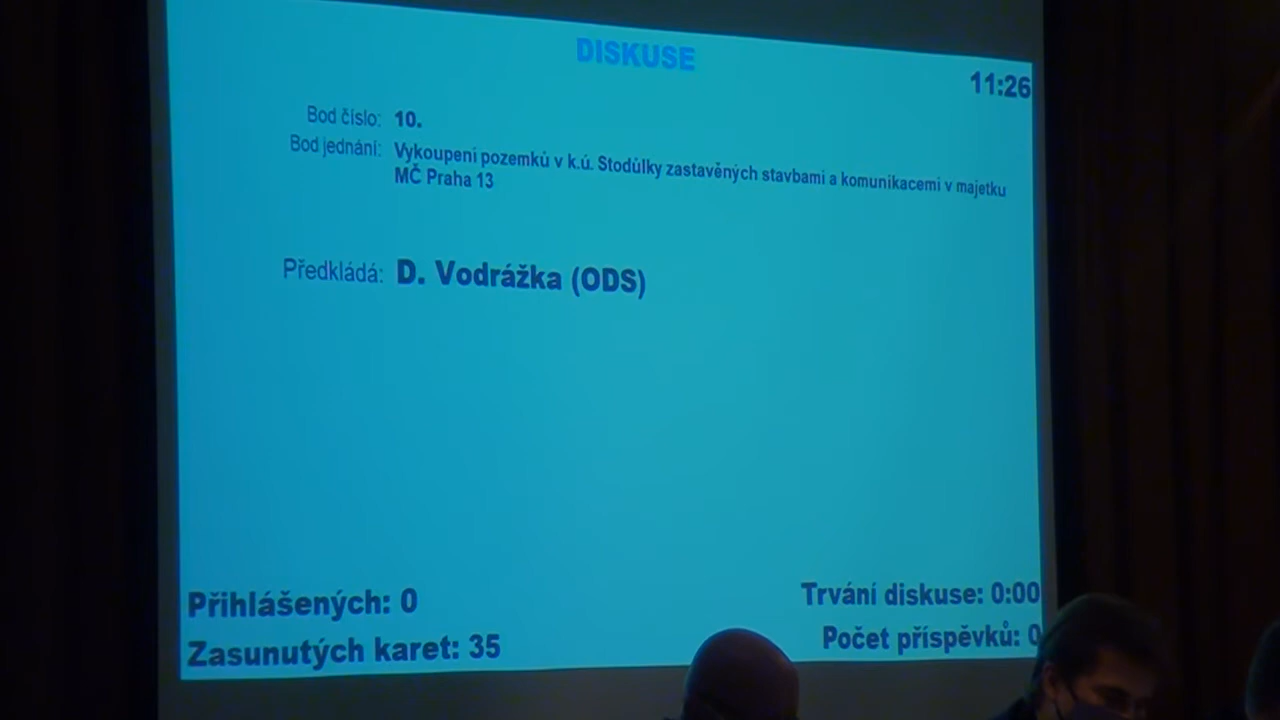 DISKUSE
11:26
Bod číslo: 10.
Bod jednání: Vykoupení pozemků v k.ú. Stodůlky zastavěných stavbami a komunikacemi v majetku
MČ Praha 13
Předkládá: D. Vodrážka (ODS)
Přihlášených: 0
Trvání diskuse: 0:00
Zasunutých karet: 35
Počet příspěvků: 0